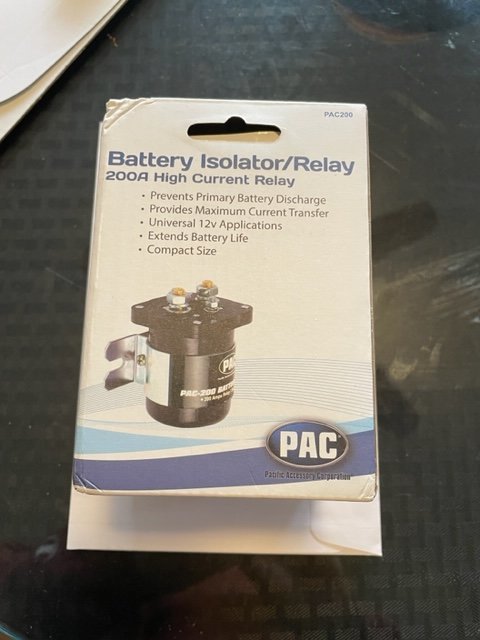 PAC200
Battery Isolator/Relay
200A High Current Relay
• Prevents Primary Battery Discharge
• Provides Maximum Current Transfer
• Universal 12v Applications
• Extends Battery Life
• Compact Size
PAC
PAC-200 BATTE
PAC
Pacific Accessory Corporation